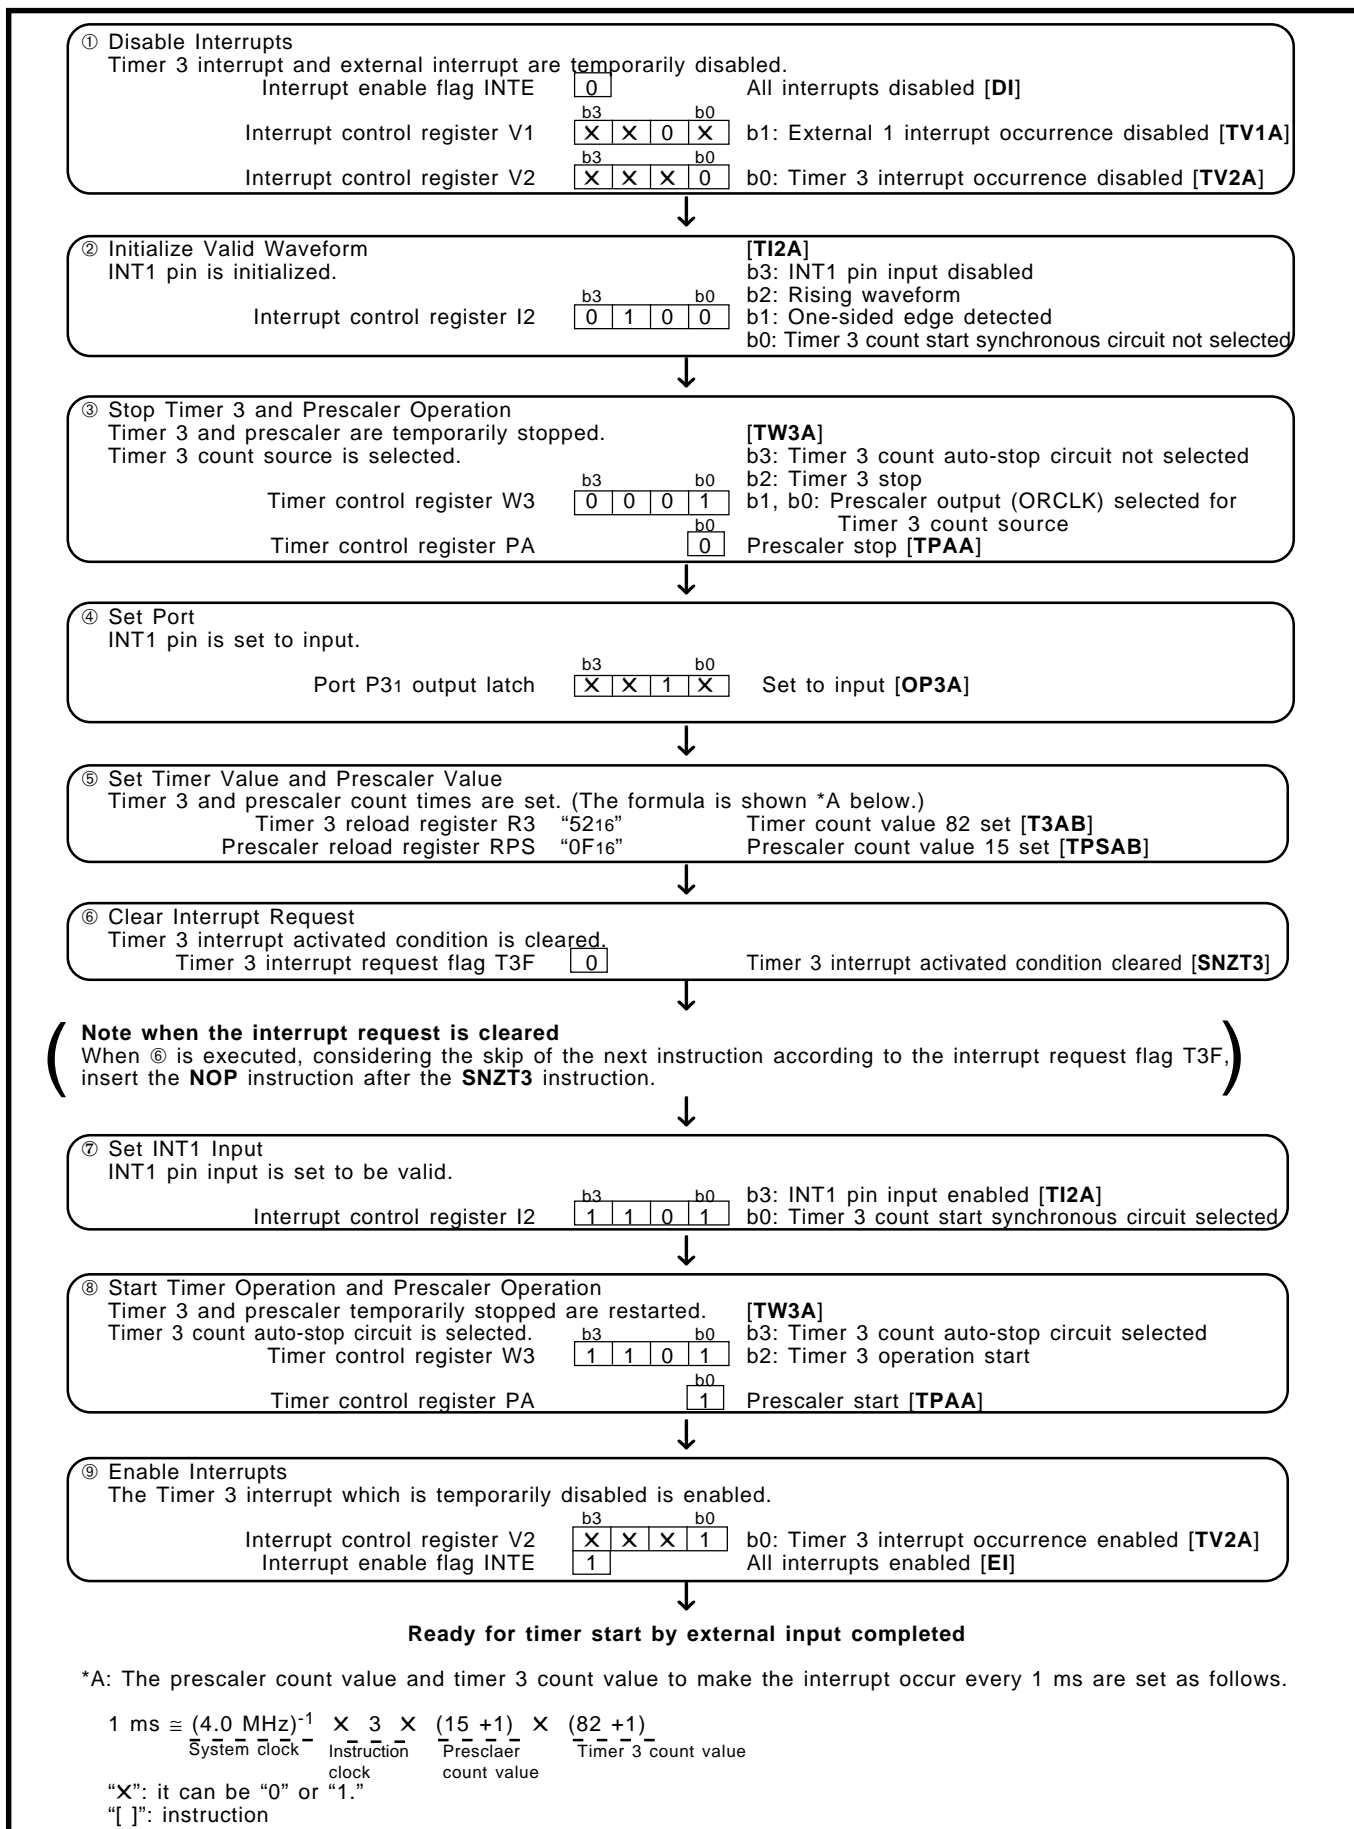 ① Disable Interrupts
Timer 3 interrupt and external interrupt are temporarily disabled.
Interrupt enable flag INTE 0 All interrupts disabled [DI]
b3 b0
Interrupt control register V1 ✕ ✕ 0 ✕ b1: External 1 interrupt occurrence disabled [TV1A]
b3 b0
Interrupt control register V2 ✕ ✕ ✕ 0 b0: Timer 3 interrupt occurrence disabled [TV2A]
② Initialize Valid Waveform [TI2A]
INT1 pin is initialized. b3: INT1 pin input disabled
b3 b0 b2: Rising waveform
Interrupt control register I2 0 1 0 0 b1: One-sided edge detected
b0: Timer 3 count start synchronous circuit not selected
③ Stop Timer 3 and Prescaler Operation
Timer 3 and prescaler are temporarily stopped. [TW3A]
Timer 3 count source is selected. b3: Timer 3 count auto-stop circuit not selected
b3 b0 b2: Timer 3 stop
Timer control register W3 0 0 0 1 b1, b0: Prescaler output (ORCLK) selected for
b0 Timer 3 count source
Timer control register PA 0 Prescaler stop [TPAA]
④ Set Port
INT1 pin is set to input.
b3 b0
Port P31 output latch ✕ ✕ 1 ✕ Set to input [OP3A]
⑤ Set Timer Value and Prescaler Value
Timer 3 and prescaler count times are set. (The formula is shown *A below.)
Timer 3 reload register R3 “5216” Timer count value 82 set [T3AB]
Prescaler reload register RPS “0F16” Prescaler count value 15 set [TPSAB]
⑥ Clear Interrupt Request
Timer 3 interrupt activated condition is cleared.
Timer 3 interrupt request flag T3F 0 Timer 3 interrupt activated condition cleared [SNZT3]
Note when the interrupt request is cleared
(When ⑥ is executed, considering the skip of the next instruction according to the interrupt request flag T3F,
insert the NOP instruction after the SNZT3 instruction.)
⑦ Set INT1 Input
INT1 pin input is set to be valid.
b3 b0 b3: INT1 pin input enabled [TI2A]
Interrupt control register I2 1 1 0 1 b0: Timer 3 count start synchronous circuit selected
⑧ Start Timer Operation and Prescaler Operation
Timer 3 and prescaler temporarily stopped are restarted. [TW3A]
Timer 3 count auto-stop circuit is selected. b3 b0 b3: Timer 3 count auto-stop circuit selected
Timer control register W3 1 1 0 1 b2: Timer 3 operation start
b0
Timer control register PA 1 Prescaler start [TPAA]
⑨ Enable Interrupts
The Timer 3 interrupt which is temporarily disabled is enabled.
b3 b0
Interrupt control register V2 ✕ ✕ ✕ 1 b0: Timer 3 interrupt occurrence enabled [TV2A]
Interrupt enable flag INTE 1 All interrupts enabled [EI]
Ready for timer start by external input completed
*A: The prescaler count value and timer 3 count value to make the interrupt occur every 1 ms are set as follows.
1 ms ≅ (4.0 MHz)-1 ✕ 3 ✕ (15 +1) ✕ (82 +1)
System clock Instruction Presclaer Timer 3 count value
clock count value
“✕”: it can be “0” or “1.”
“[ ]”: instruction